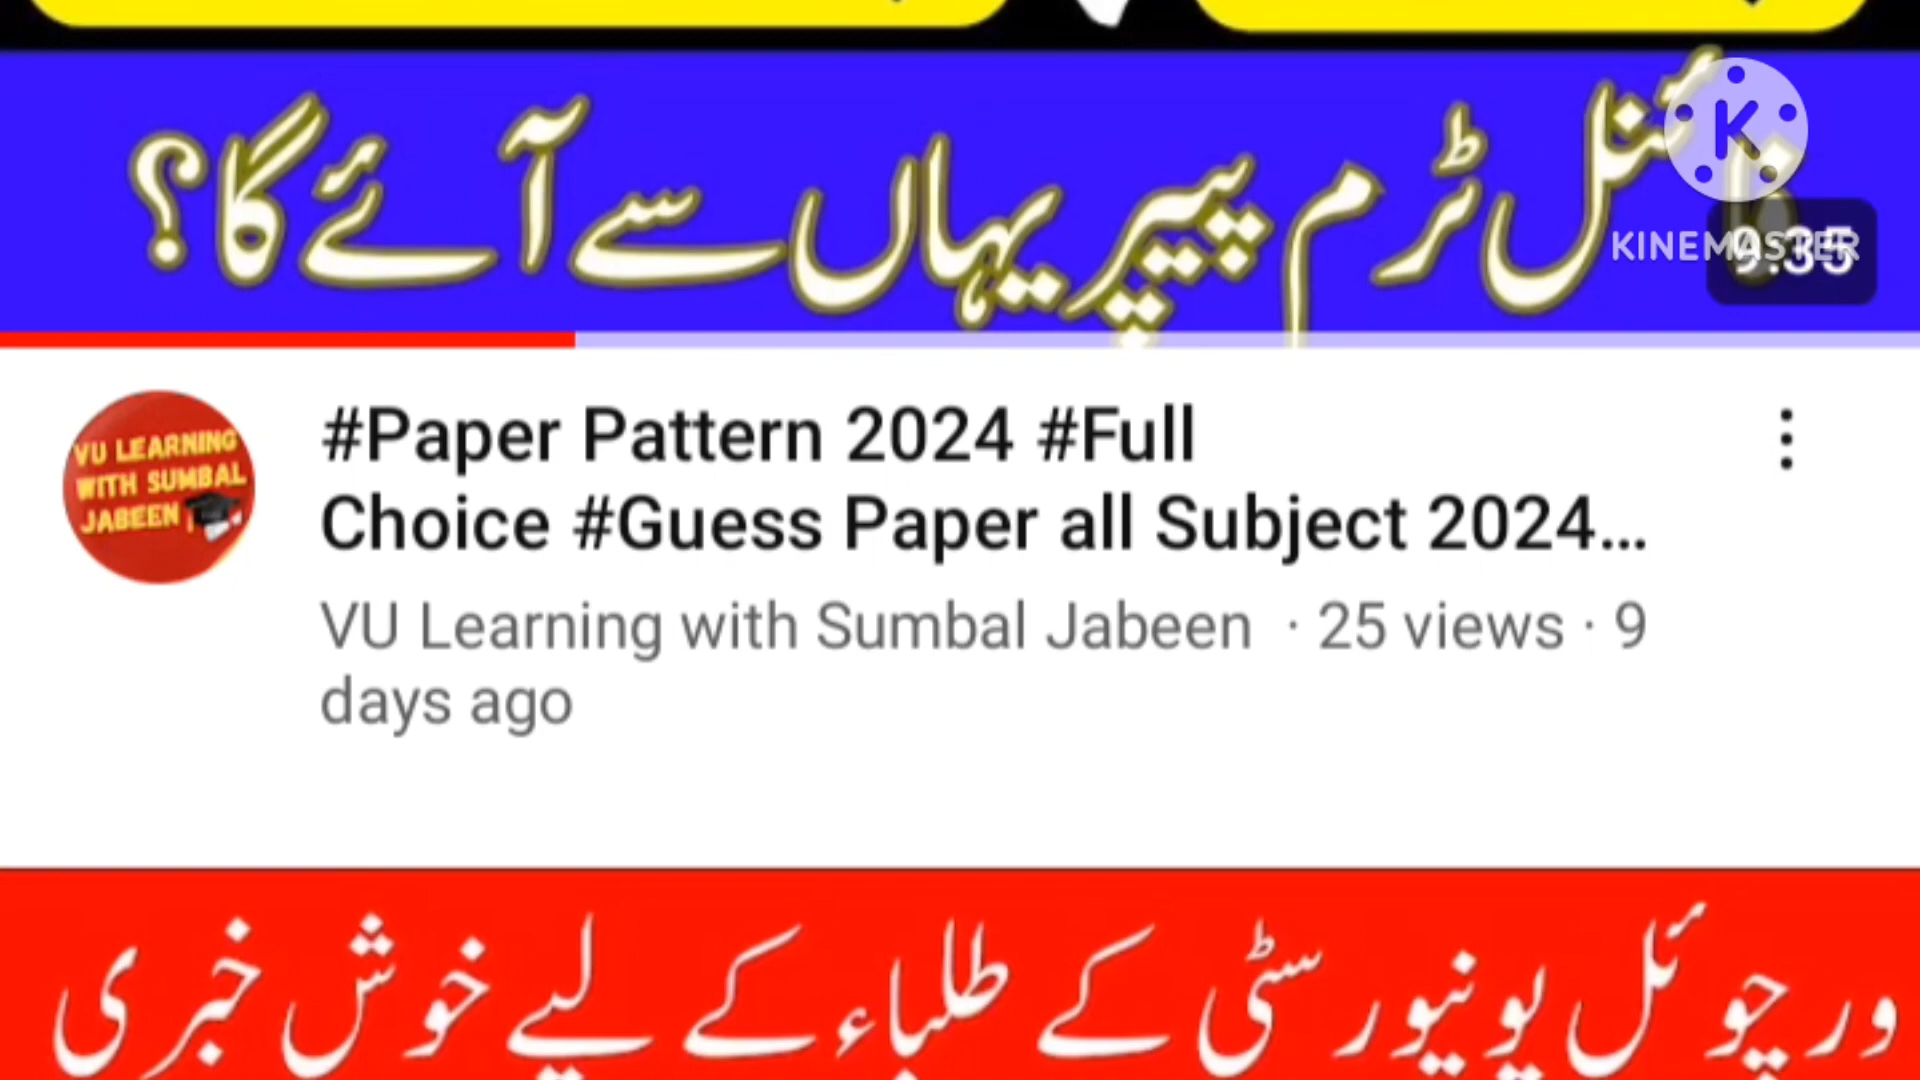 فائنل ٹرم پیپر یہاں سے آئے گا؟
KINEMASTER
9:35
VU LEARNING
WITH SUMBAL
JABEEN
#Paper Pattern 2024 #Full
Choice #Guess Paper all Subject 2024...
VU Learning with Sumbal Jabeen · 25 views · 9
days ago
ورچوئل یونیورسٹی کے طلباء کے لیے خوش خبری